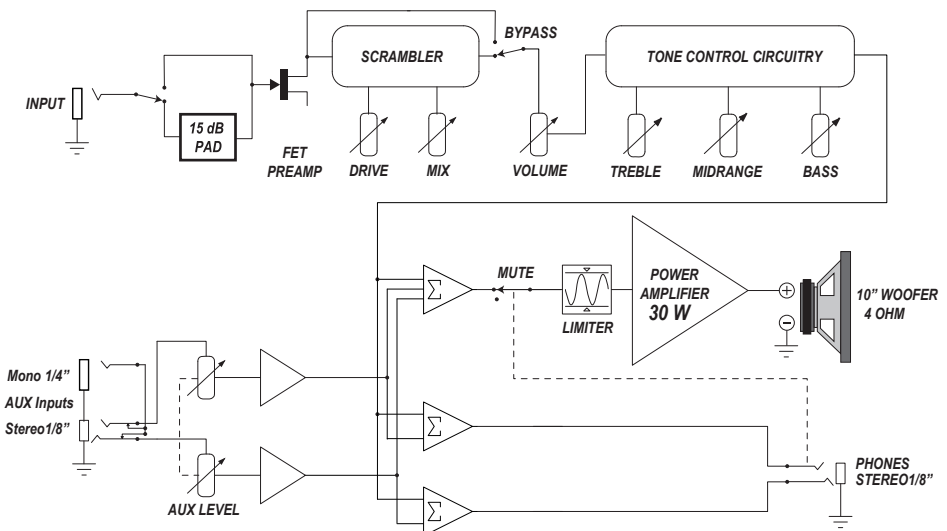 BYPASS
SCRAMBLER
TONE CONTROL CIRCUITRY
INPUT
15 dB
PAD
FET
PREAMP
DRIVE
MIX
VOLUME
TREBLE
MIDRANGE
BASS
Σ
MUTE
LIMITER
POWER
AMPLIFIER
30 W
+
−
10” WOOFER
4 OHM
Mono 1/4”
AUX Inputs
Stereo1/8”
AUX LEVEL
Σ
Σ
PHONES
STEREO1/8”